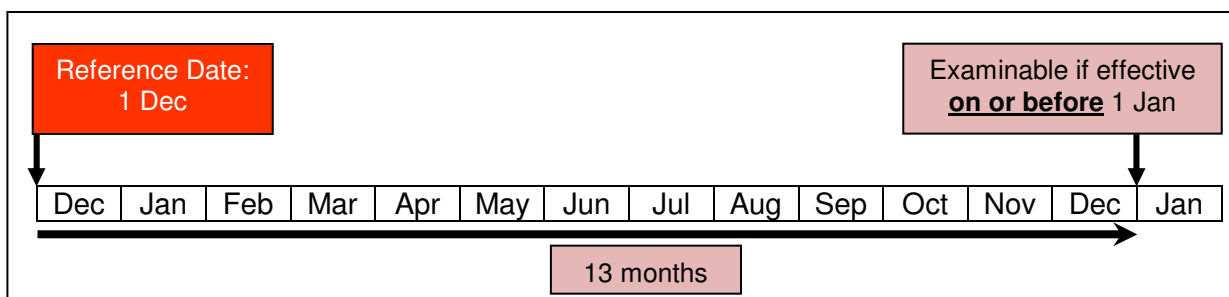 Reference Date:
1 Dec
Examinable if effective
on or before 1 Jan
Dec Jan Feb Mar Apr May Jun Jul Aug Sep Oct Nov Dec Jan
13 months